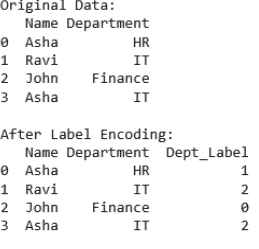 Original Data:
   Name Department
0  Asha         HR
1  Ravi         IT
2  John    Finance
3  Asha         IT

After Label Encoding:
   Name Department  Dept_Label
0  Asha         HR           1
1  Ravi         IT           2
2  John    Finance           0
3  Asha         IT           2